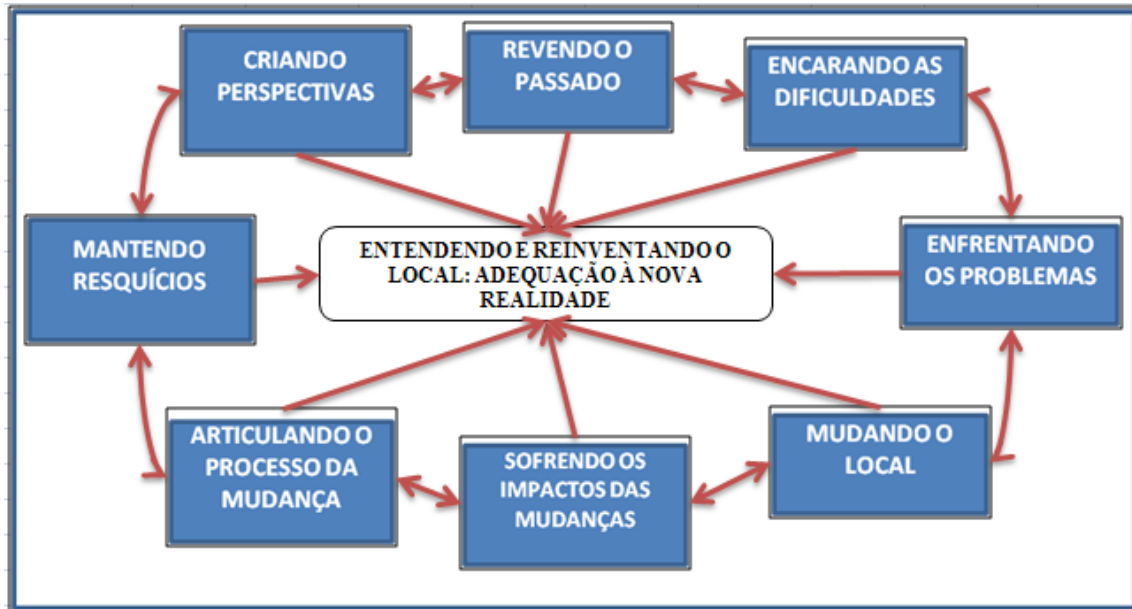 CRIANDO
PERSPECTIVAS
REVENDO O
PASSADO
ENCARANDO AS
DIFICULDADES
MANTENDO
RESQUÍCIOS
ENTENDENDO E REINVENTANDO O
LOCAL: ADEQUAÇÃO À NOVA
REALIDADE
ENFRENTANDO
OS PROBLEMAS
ARTICULANDO O
PROCESSO DA
MUDANÇA
SOFRENDO OS
IMPACTOS DAS
MUDANÇAS
MUDANDO O
LOCAL